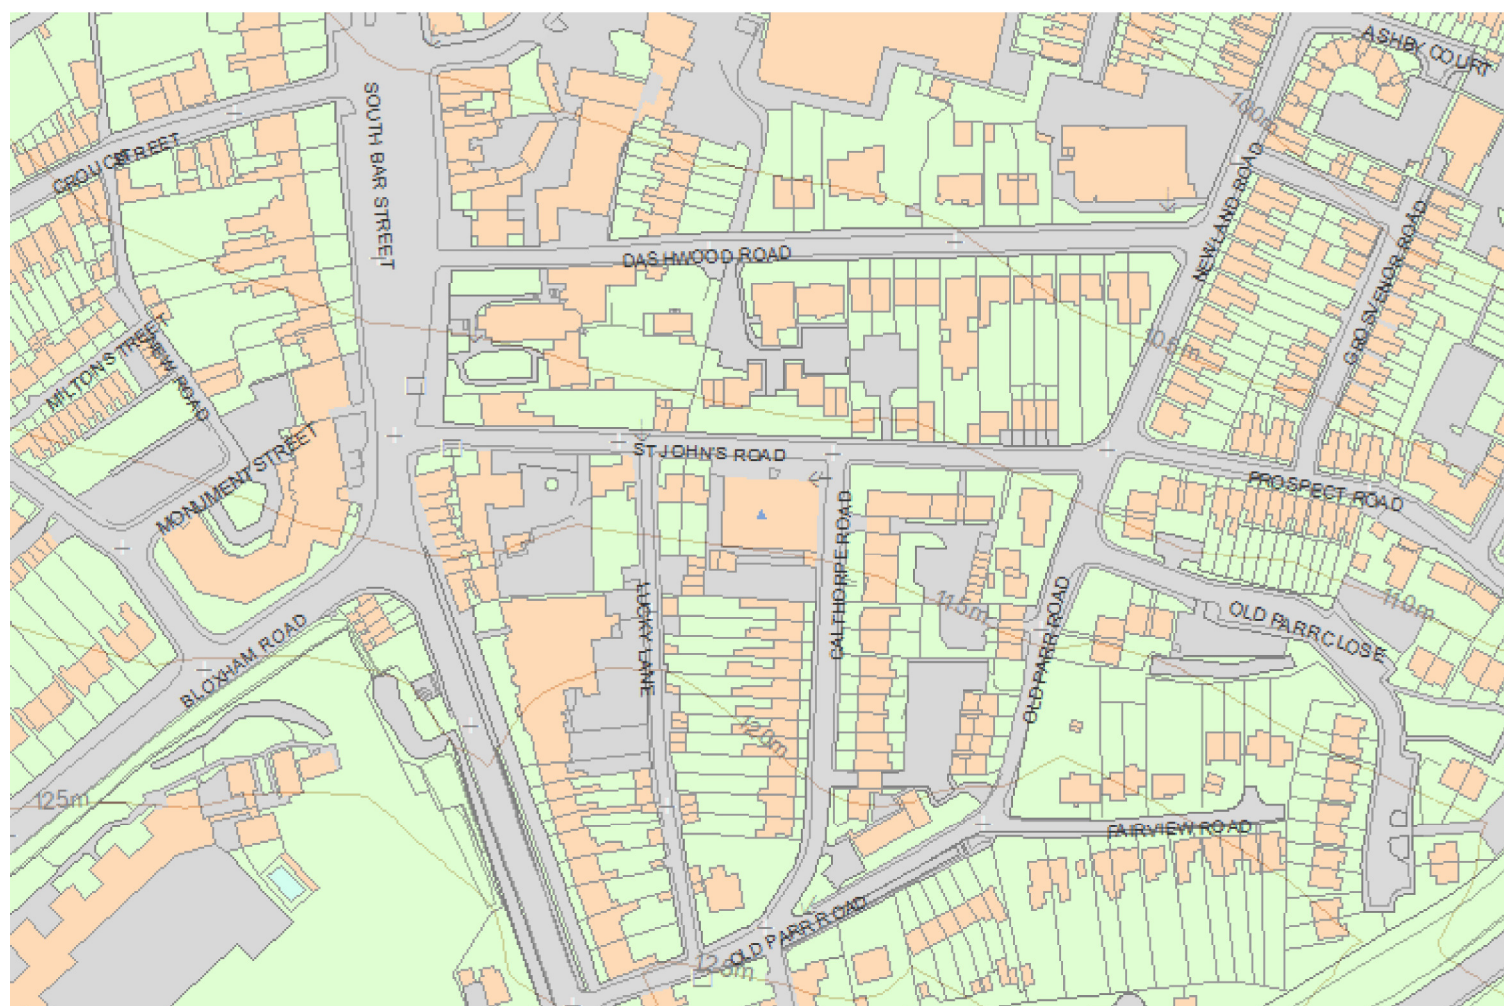 ASHBY COURT
SOUTH BAR STREET
100m
STREET
NEWLAND ROAD
GROSVENOR ROAD
DASHWOOD ROAD
MILTON STREET
NEW ROAD
105m
MONUMENT STREET
ST JOHN'S ROAD
PROSPECT ROAD
CALTHORPE ROAD
LUCKY LANE
115m
110m
OLD PARR ROAD
OLD PARR CLOSE
BLOXHAM ROAD
120m
125m
FAIRVIEW ROAD
OLD PARR ROAD
125m